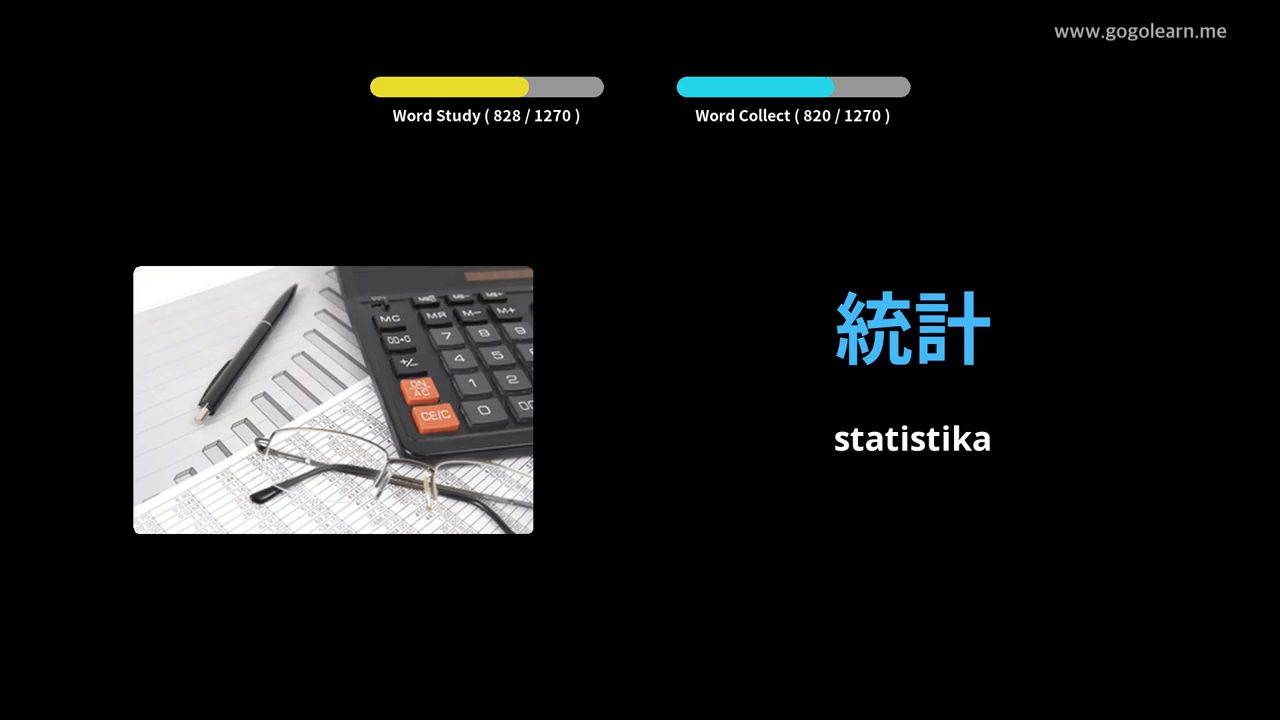 www.gogolearn.me
Word Study ( 828 / 1270 )
Word Collect ( 820 / 1270 )
統計
statistika
MC
MR
M–
M+
00+0
7
8
9
+/–
4
5
ON
AC
1
2
CE/C
0